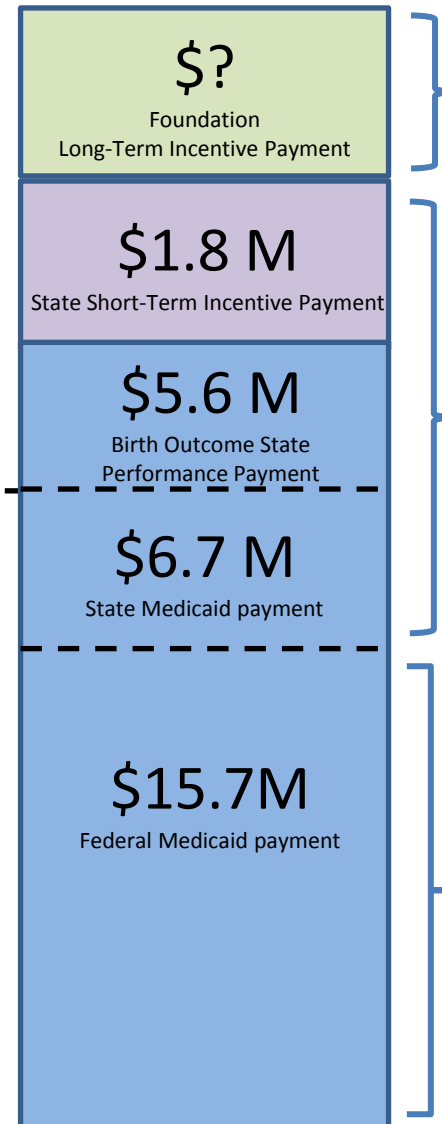 $?
Foundation
Long-Term Incentive Payment
$1.8 M
State Short-Term Incentive Payment
$5.6 M
Birth Outcome State
Performance Payment
$6.7 M
State Medicaid payment
$15.7M
Federal Medicaid payment